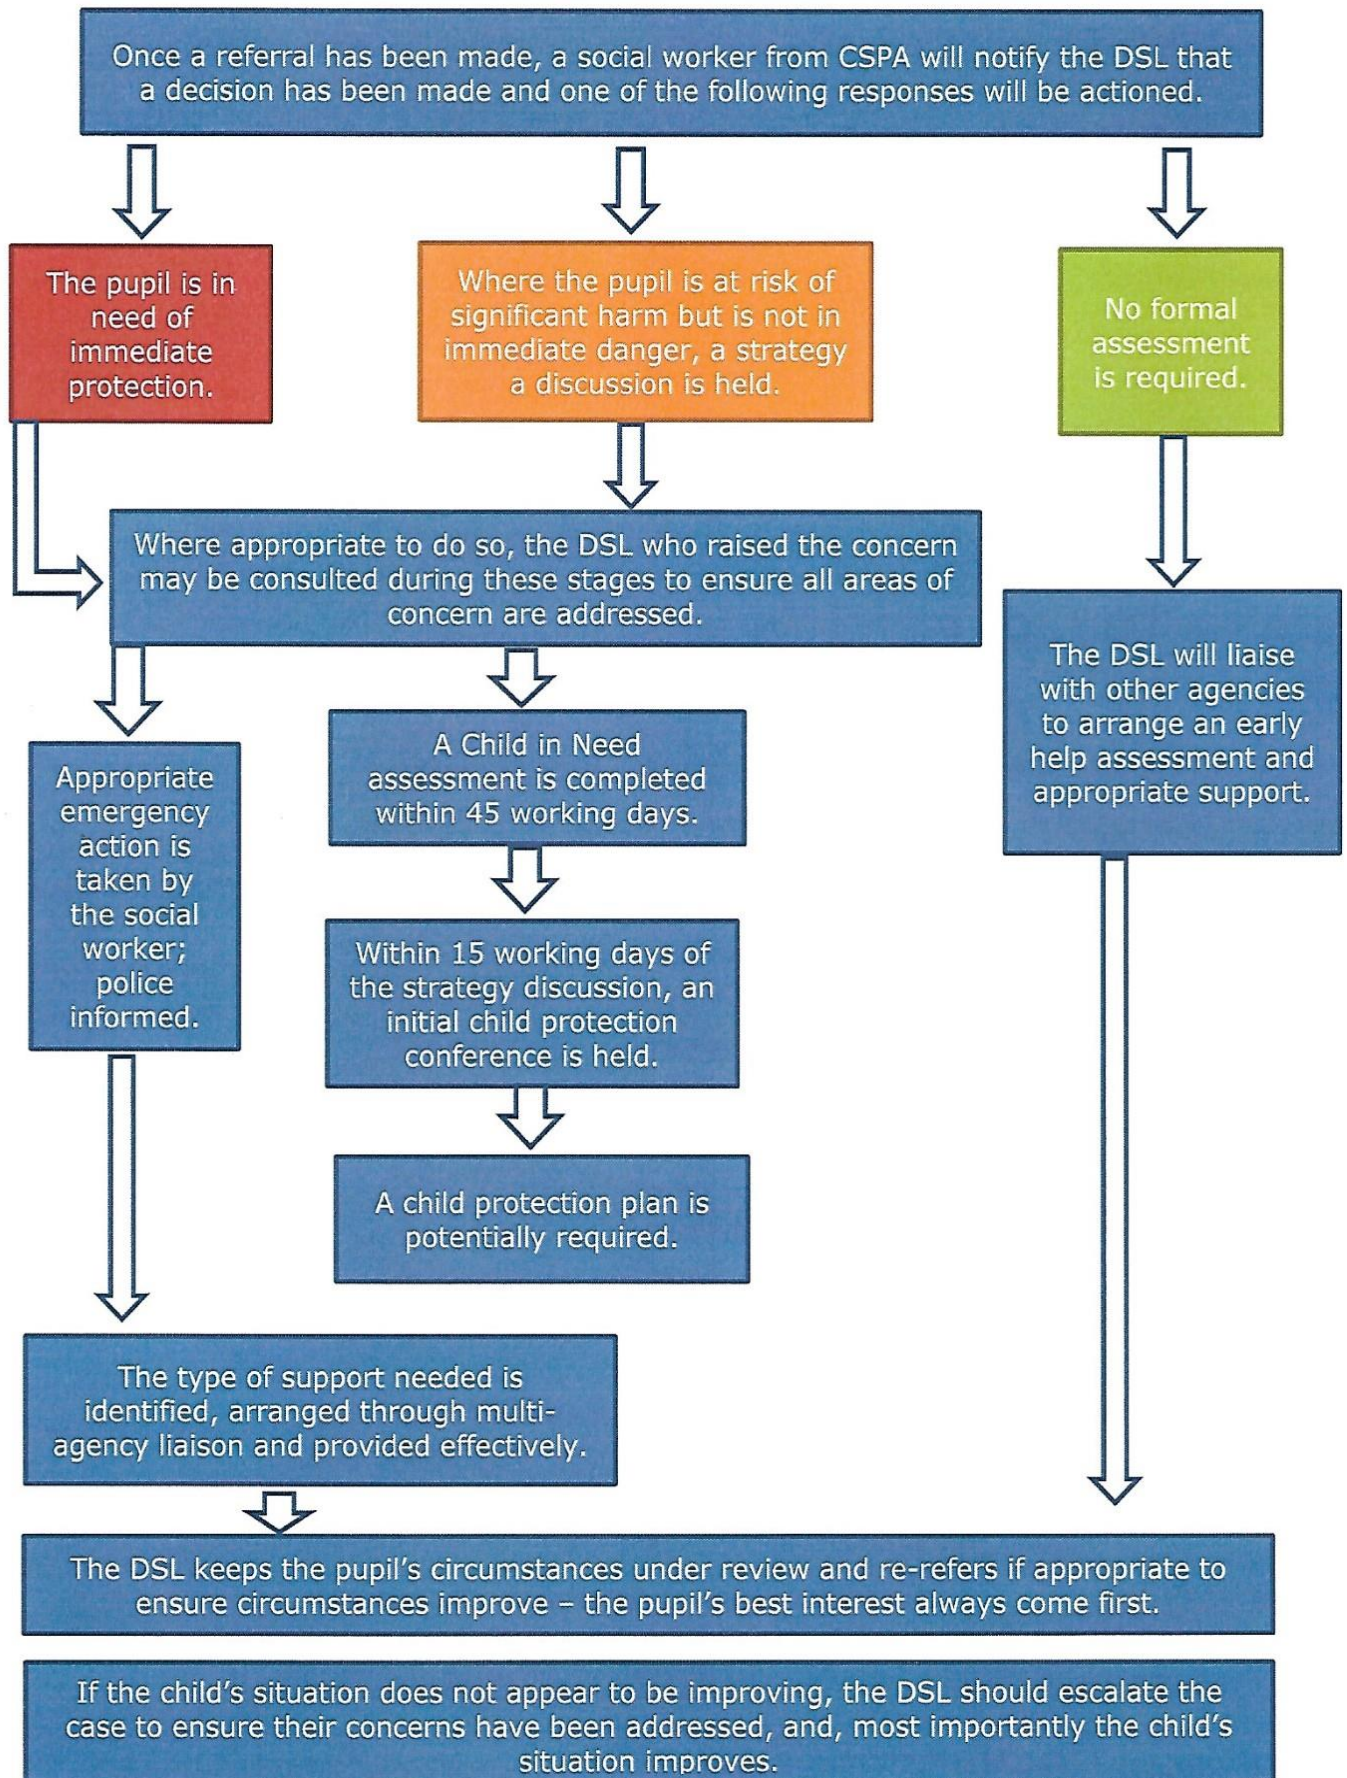 Once a referral has been made, a social worker from CSPA will notify the DSL that
a decision has been made and one of the following responses will be actioned.
The pupil is in
need of
immediate
protection.
Where the pupil is at risk of
significant harm but is not in
immediate danger, a strategy
a discussion is held.
No formal
assessment
is required.
Where appropriate to do so, the DSL who raised the concern
may be consulted during these stages to ensure all areas of
concern are addressed.
Appropriate
emergency
action is
taken by
the social
worker;
police
informed.
A Child in Need
assessment is completed
within 45 working days.
Within 15 working days of
the strategy discussion, an
initial child protection
conference is held.
A child protection plan is
potentially required.
The DSL will liaise
with other agencies
to arrange an early
help assessment and
appropriate support.
The type of support needed is
identified, arranged through multi-
agency liaison and provided effectively.
The DSL keeps the pupil's circumstances under review and re-refers if appropriate to
ensure circumstances improve – the pupil's best interest always come first.
If the child's situation does not appear to be improving, the DSL should escalate the
case to ensure their concerns have been addressed, and, most importantly the child's
situation improves.